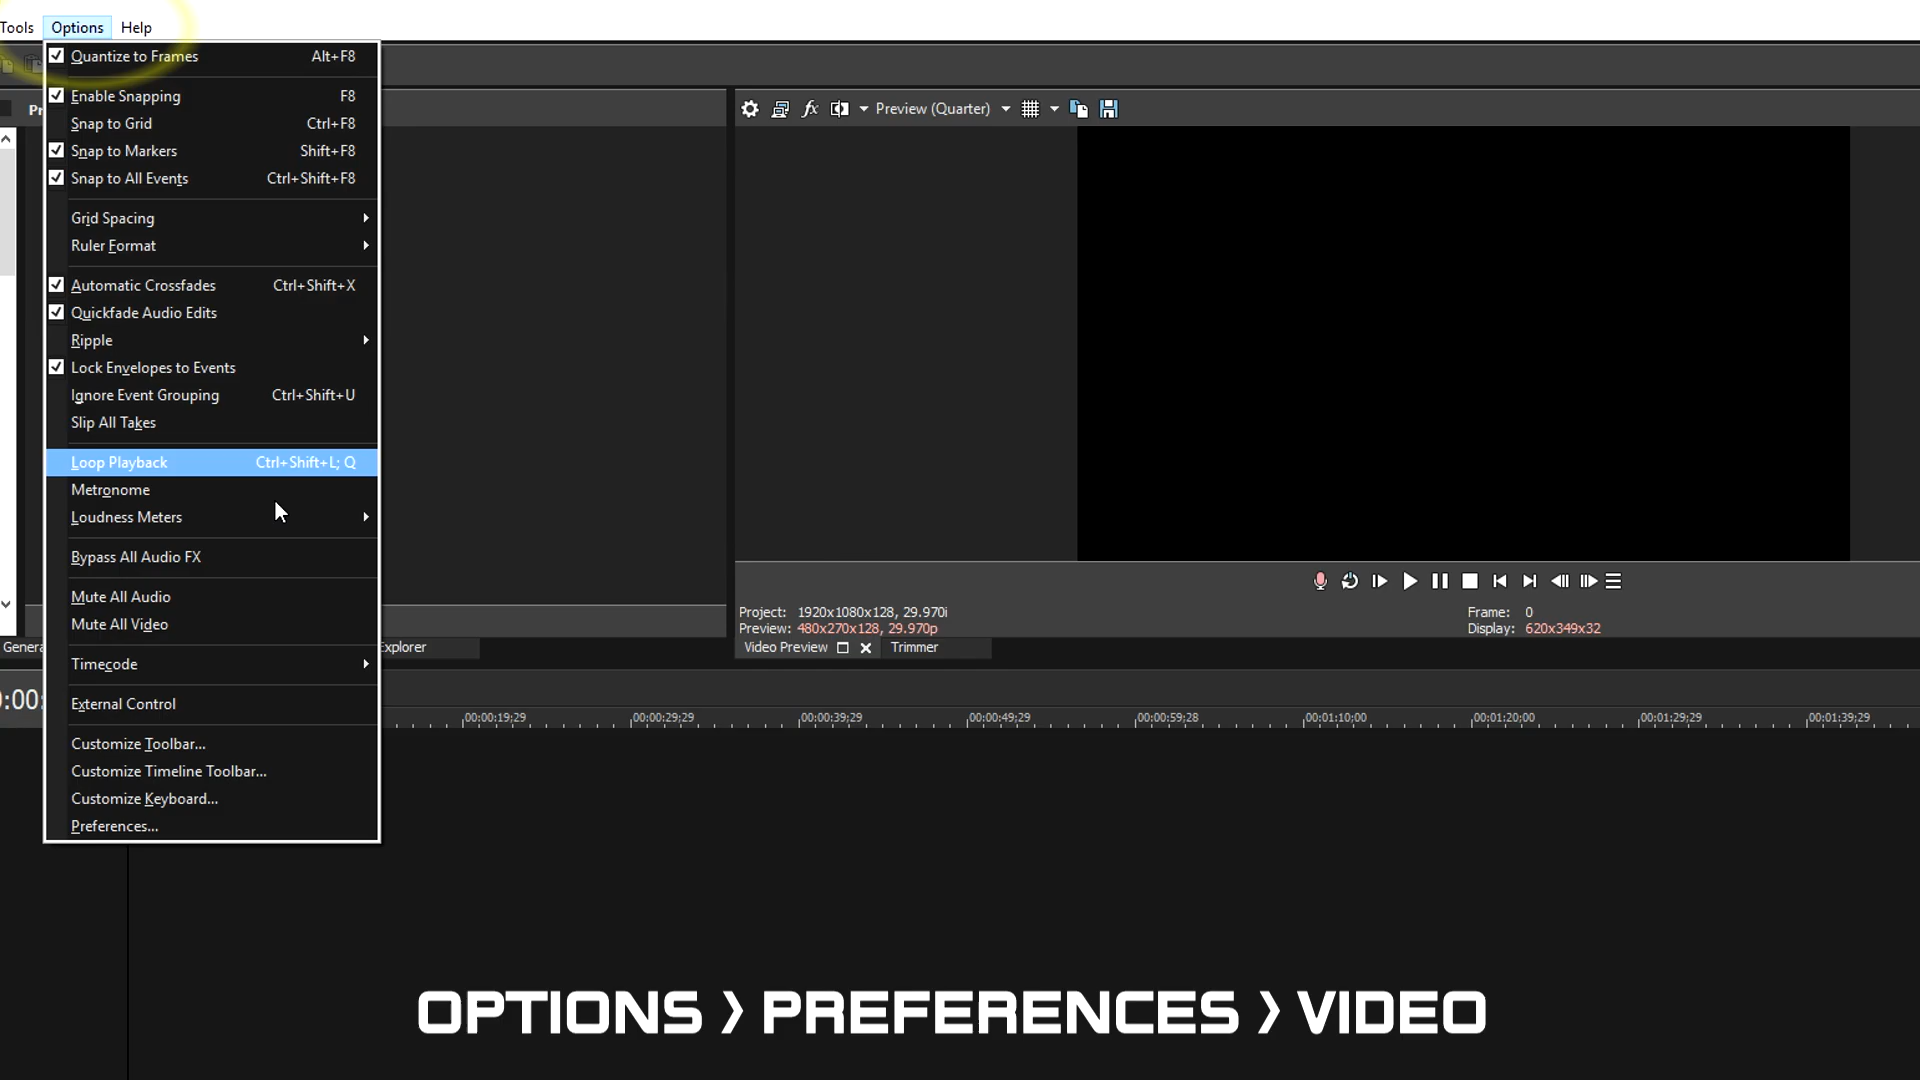 Tools Options Help
Quantize to Frames Alt+F8
Enable Snapping F8
Snap to Grid Ctrl+F8
Snap to Markers Shift+F8
Snap to All Events Ctrl+Shift+F8
Grid Spacing
Ruler Format
Automatic Crossfades Ctrl+Shift+X
Quickfade Audio Edits
Ripple
Lock Envelopes to Events
Ignore Event Grouping Ctrl+Shift+U
Slip All Takes
Loop Playback Ctrl+Shift+L; Q
Metronome
Loudness Meters
Bypass All Audio FX
Mute All Audio
Mute All Video
Timecode
External Control
Customize Toolbar...
Customize Timeline Toolbar...
Customize Keyboard...
Preferences...
Pr
fx Preview (Quarter)
Project: 1920x1080x128, 29.970i
Preview: 480x270x128, 29.970p
Frame: 0
Display: 620x349x32
Genera
Explorer
Video Preview Trimmer
0:00:
00:00:19;29 00:00:29;29 00:00:39;29 00:00:49;29 00:00:59;28 00:01:10;00 00:01:20;00 00:01:29;29 00:01:39;29
OPTIONS > PREFERENCES > VIDEO